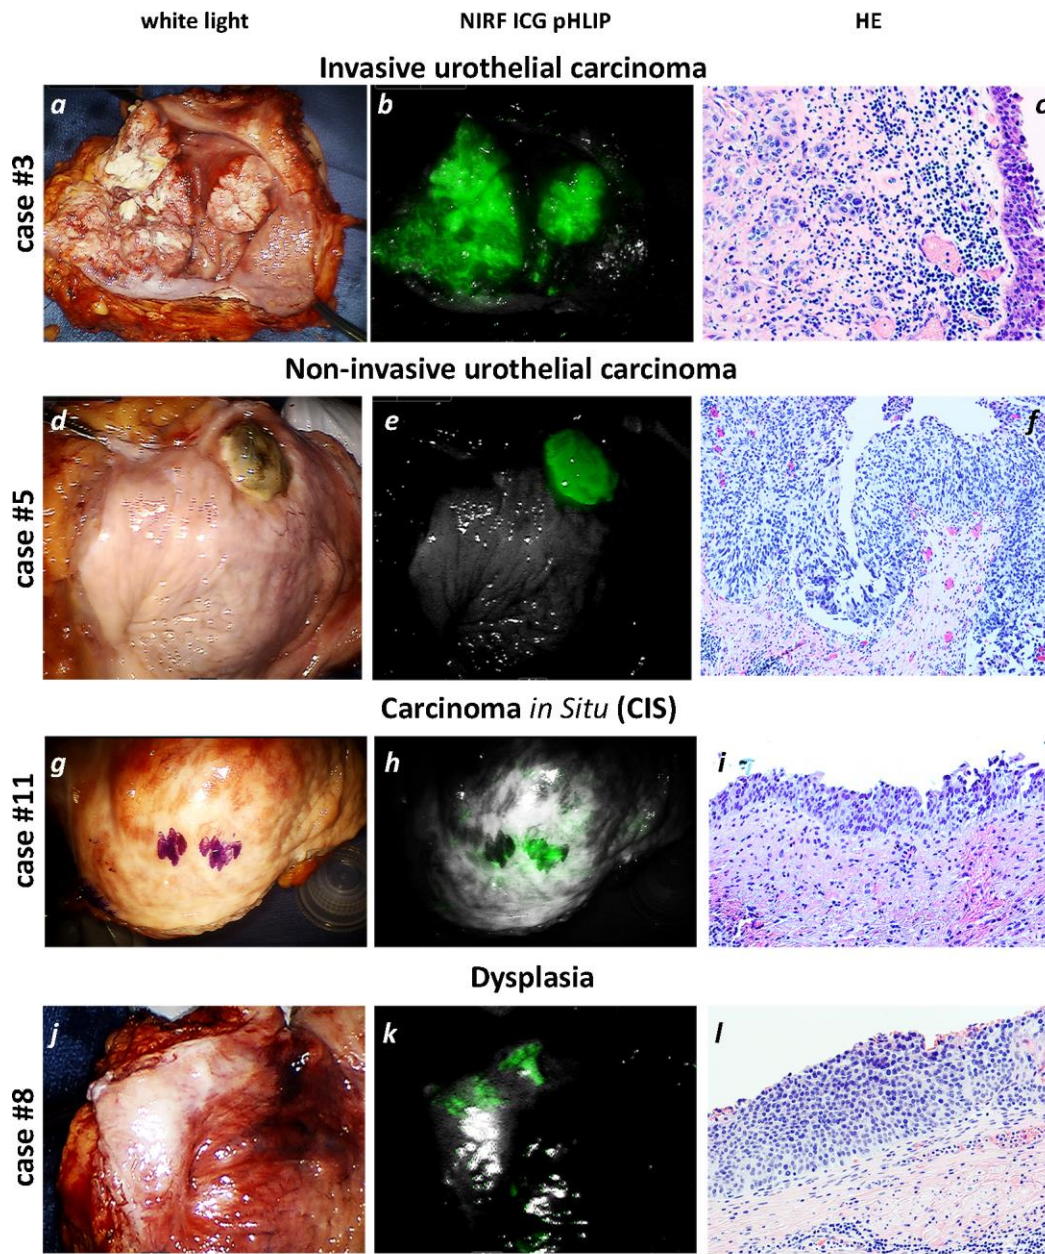 white light NIRF ICG pHLIP HE
Invasive urothelial carcinoma
case #3
a b c
Non-invasive urothelial carcinoma
case #5
d e f
Carcinoma in Situ (CIS)
case #11
g h i
Dysplasia
case #8
j k l